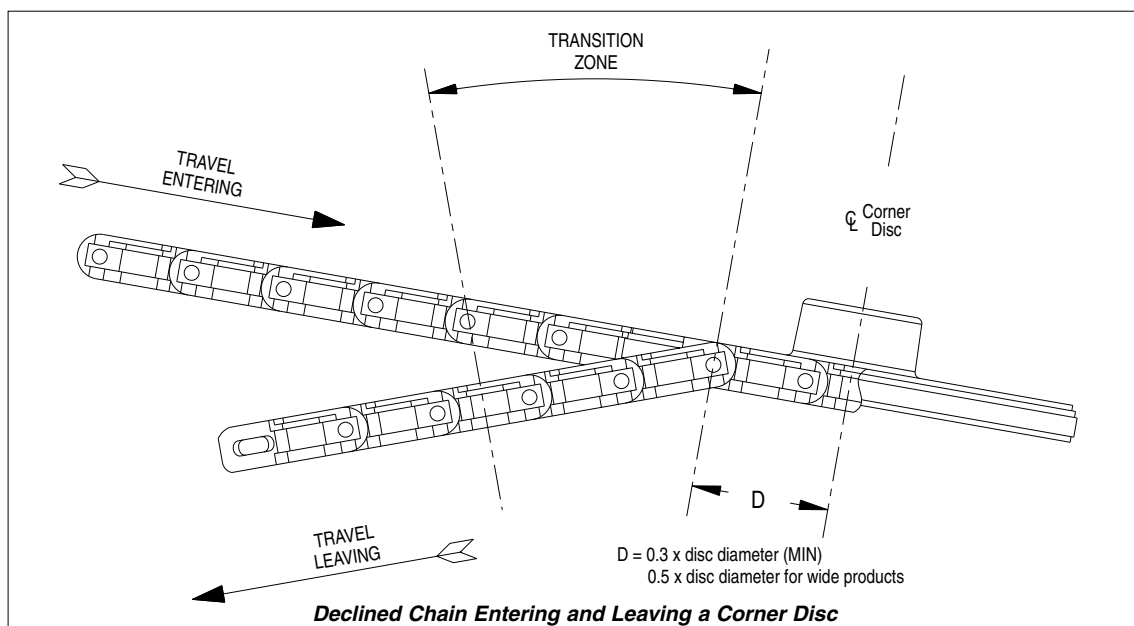 TRANSITION
ZONE
TRAVEL
ENTERING
℄ Corner
Disc
D
TRAVEL
LEAVING
D = 0.3 x disc diameter (MIN)
0.5 x disc diameter for wide products
Declined Chain Entering and Leaving a Corner Disc